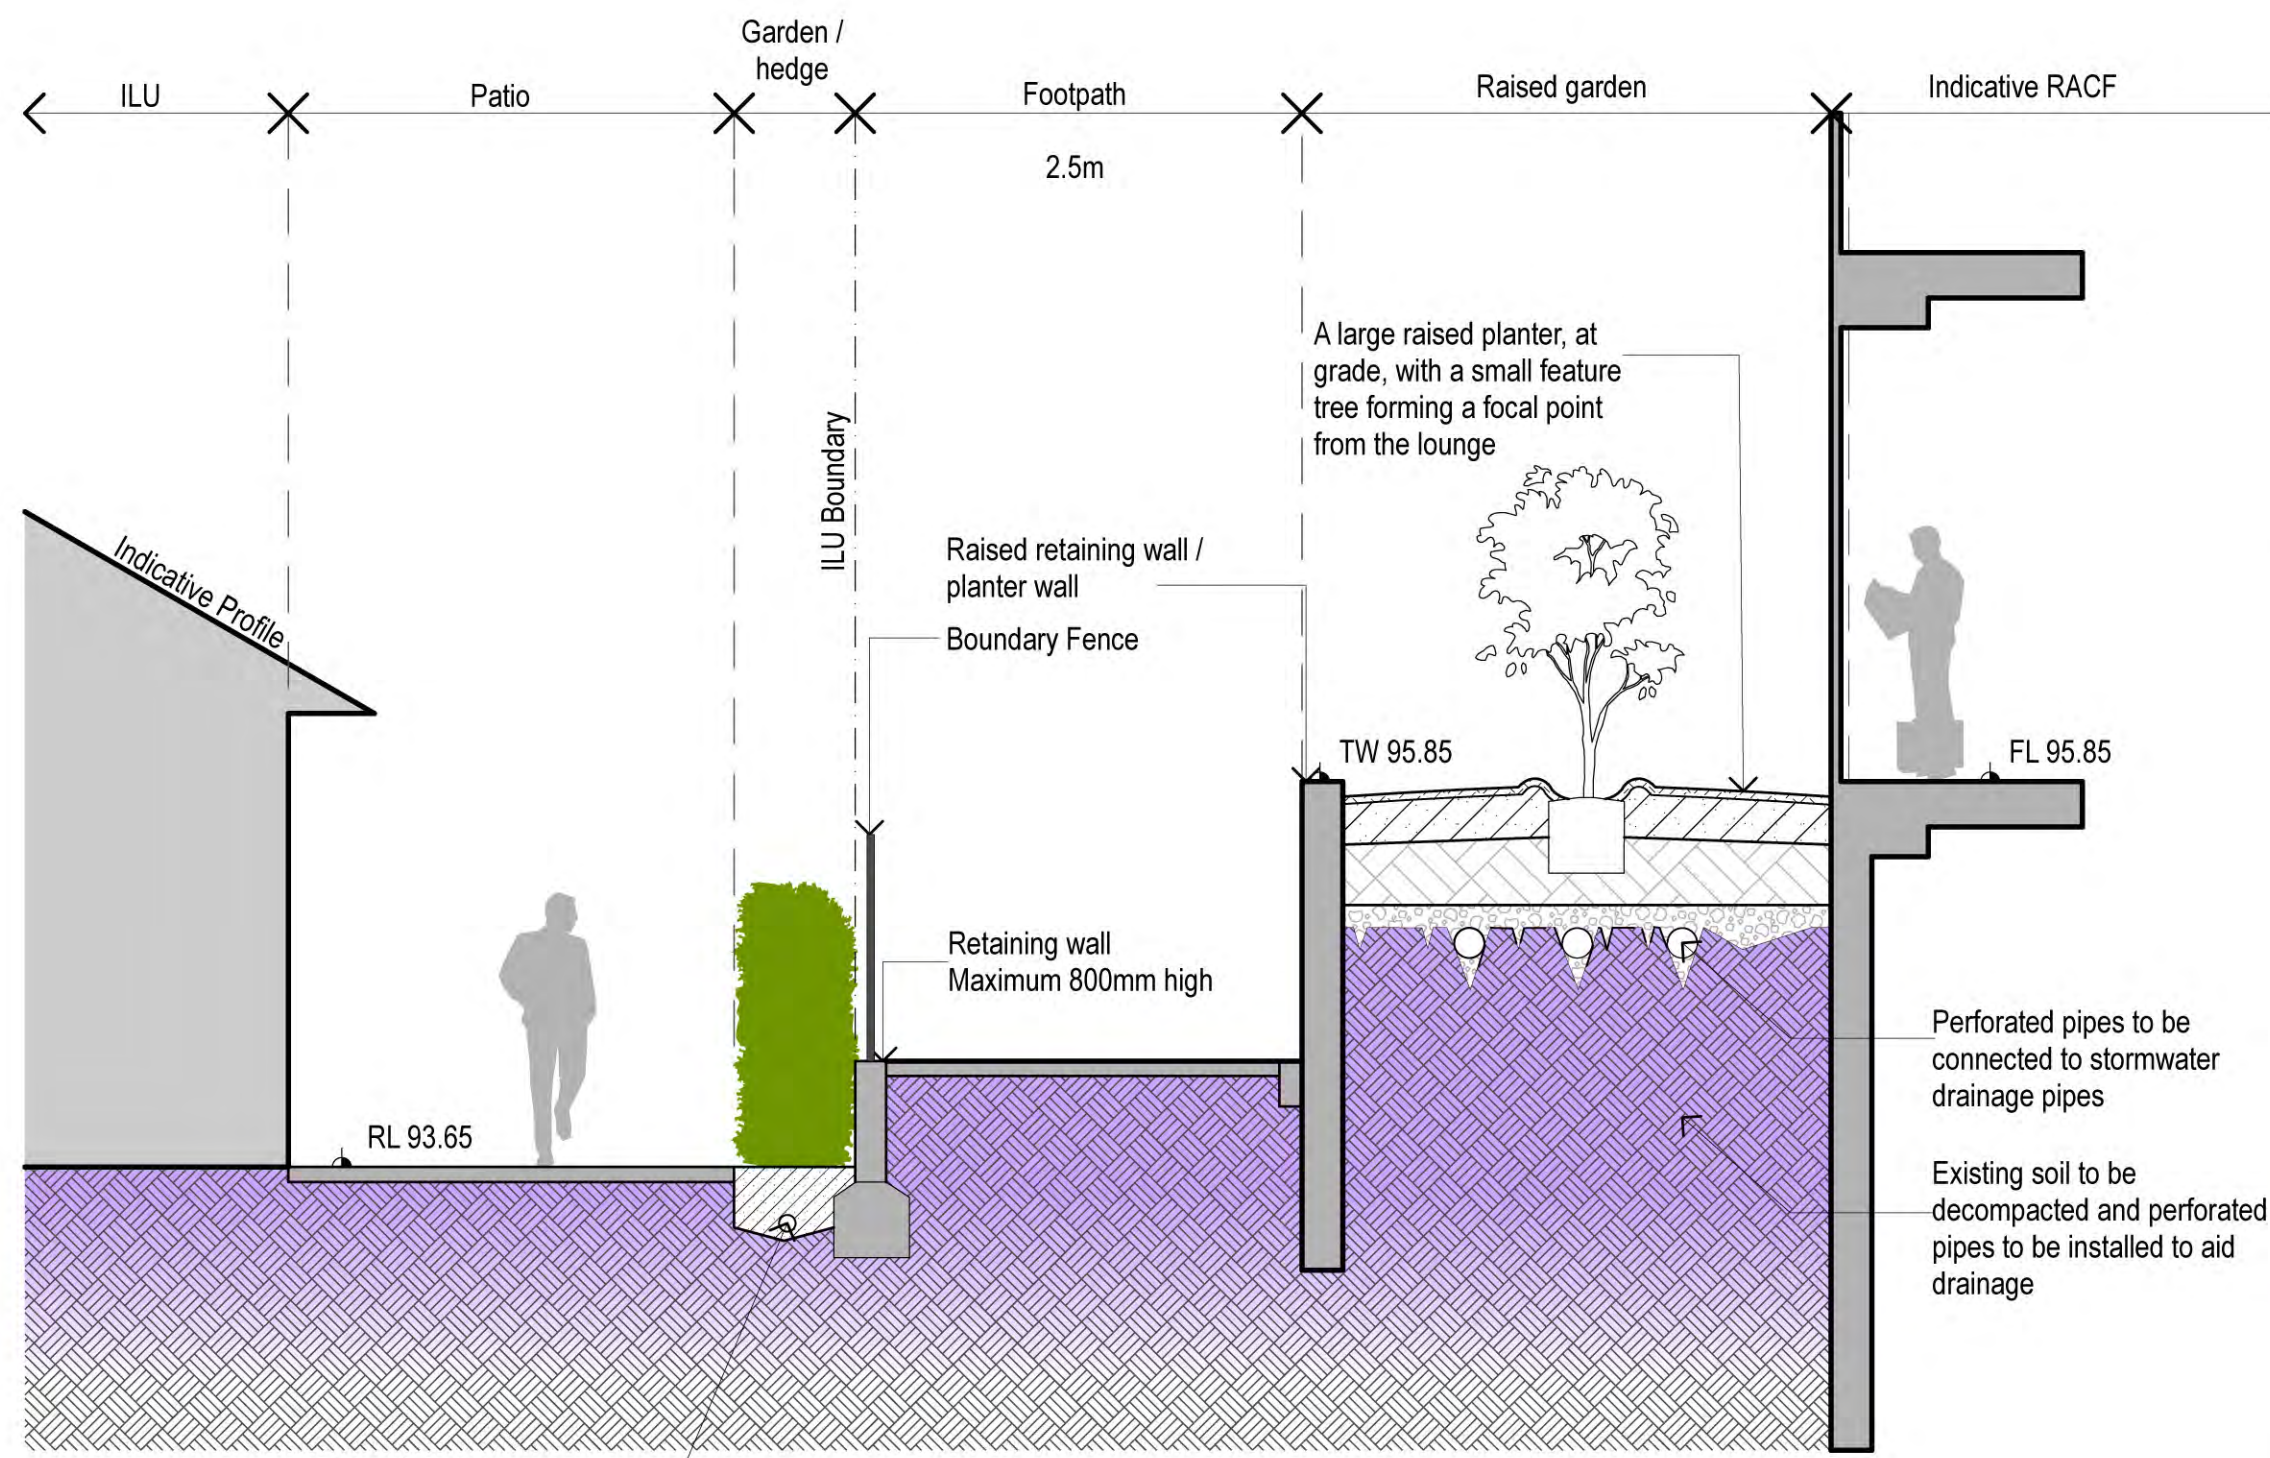 Garden /
hedge
ILU
Patio
Footpath
Raised garden
Indicative RACF
2.5m
A large raised planter, at
grade, with a small feature
tree forming a focal point
from the lounge
ILU Boundary
Indicative Profile
Raised retaining wall /
planter wall
Boundary Fence
TW 95.85
FL 95.85
Retaining wall
Maximum 800mm high
Perforated pipes to be
connected to stormwater
drainage pipes
RL 93.65
Existing soil to be
decompacted and perforated
pipes to be installed to aid
drainage